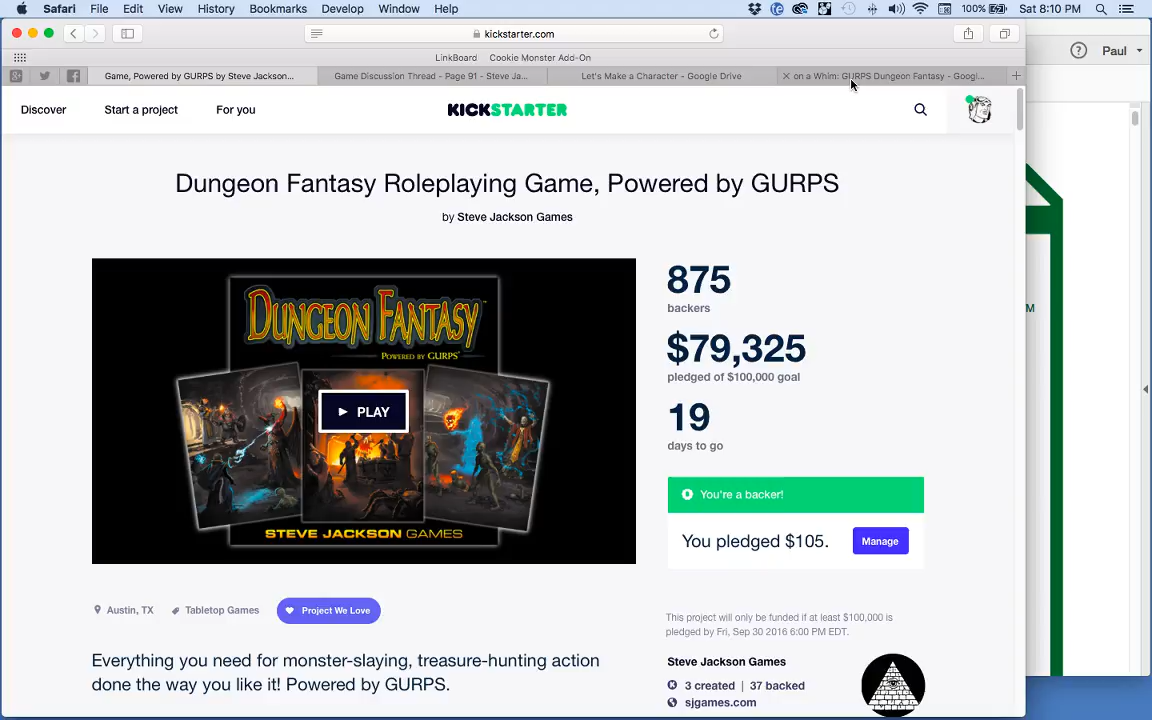 Safari File Edit View History Bookmarks Develop Window Help 100% Sat 8:10 PM
kickstarter.com
LinkBoard Cookie Monster Add-On
Game, Powered by GURPS by Steve Jackson... Game Discussion Thread - Page 91 - Steve Ja... Let's Make a Character - Google Drive on a Whim: GURPS Dungeon Fantasy - Googl...
Paul
Discover Start a project For you KICKSTARTER
Dungeon Fantasy Roleplaying Game, Powered by GURPS
by Steve Jackson Games
DUNGEON FANTASY
POWERED BY GURPS
PLAY
STEVE JACKSON GAMES
875
backers
$79,325
pledged of $100,000 goal
19
days to go
You're a backer!
You pledged $105. Manage
Austin, TX Tabletop Games Project We Love
This project will only be funded if at least $100,000 is
pledged by Fri, Sep 30 2016 6:00 PM EDT.
Everything you need for monster-slaying, treasure-hunting action
done the way you like it! Powered by GURPS.
Steve Jackson Games
3 created | 37 backed
sjgames.com
M